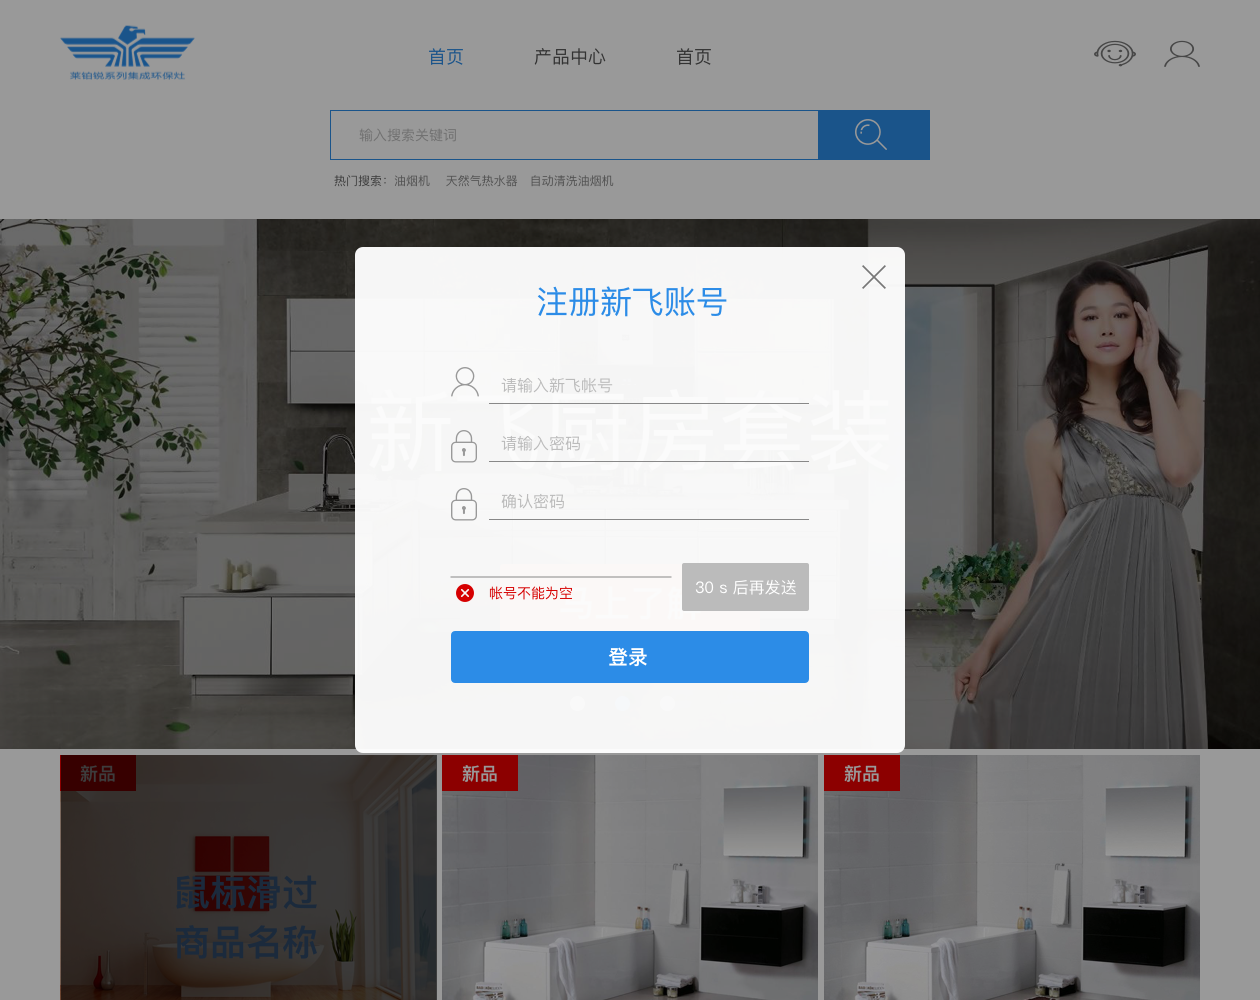 莱铂锐系列集成环保灶
首页
产品中心
首页
输入搜索关键词
热门搜索：油烟机 天然气热水器 自动清洗油烟机
注册新飞账号
请输入新飞帐号
新飞厨房套装
请输入密码
确认密码
30 s 后再发送
帐号不能为空
登录
新品
新品
新品
鼠标滑过
商品名称